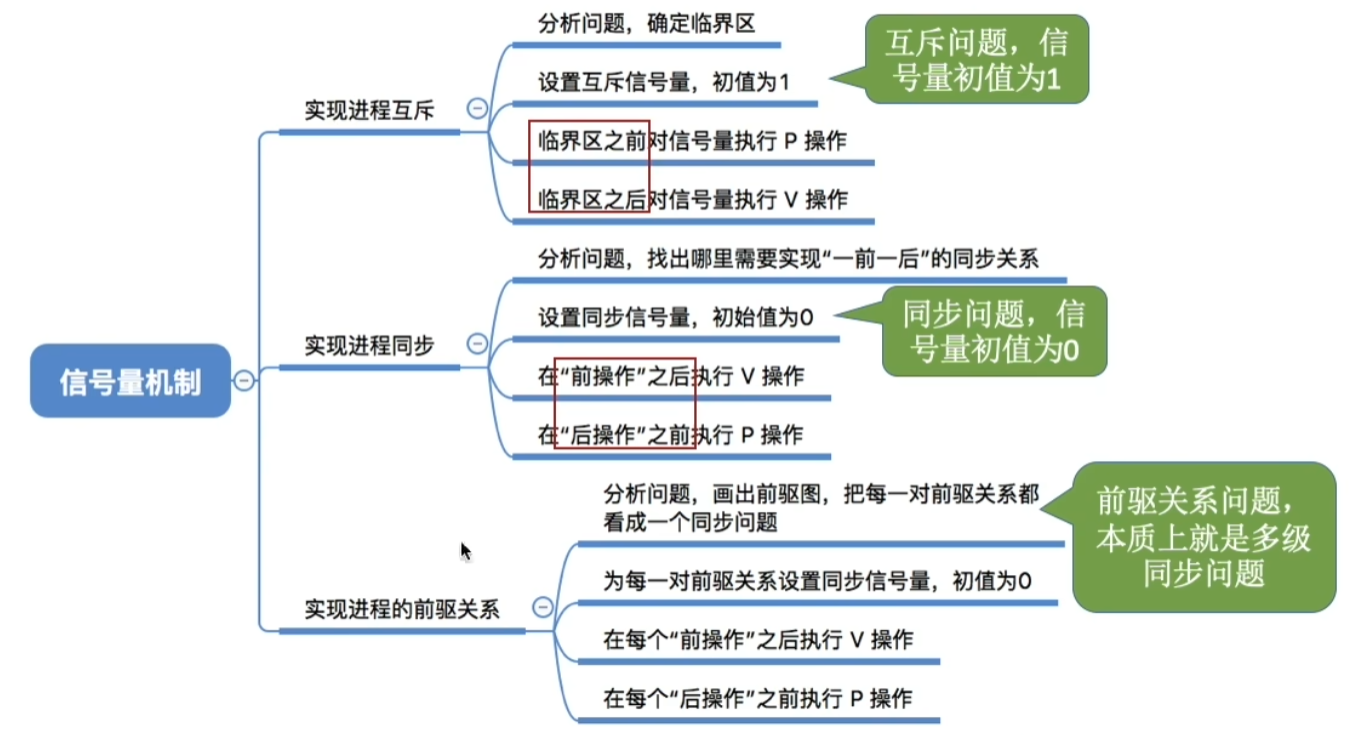 分析问题，确定临界区
互斥问题，信
号量初值为1
设置互斥信号量，初值为1
实现进程互斥
临界区之前对信号量执行 P 操作
临界区之后对信号量执行 V 操作
分析问题，找出哪里需要实现“一前一后”的同步关系
设置同步信号量，初始值为0
同步问题，信
号量初值为0
实现进程同步
信号量机制
在“前操作”之后执行 V 操作
在“后操作”之前执行 P 操作
分析问题，画出前驱图，把每一对前驱关系都
看成一个同步问题
前驱关系问题，
本质上就是多级
同步问题
为每一对前驱关系设置同步信号量，初值为0
实现进程的前驱关系
在每个“前操作”之后执行 V 操作
在每个“后操作”之前执行 P 操作